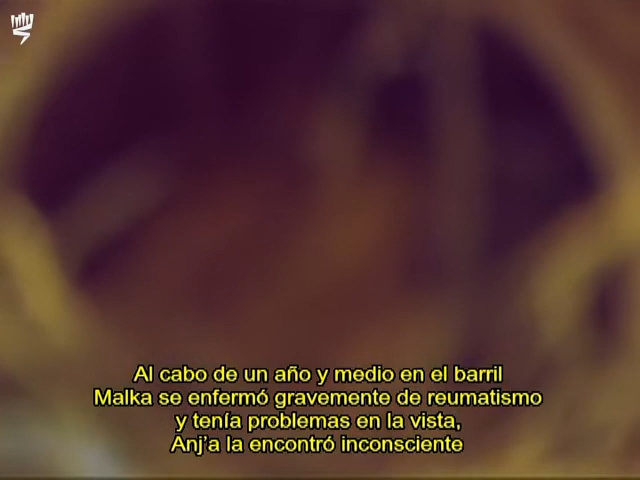 Al cabo de un año y medio en el barril
Malka se enfermó gravemente de reumatismo
y tenía problemas en la vista,
Anj'a la encontró inconsciente